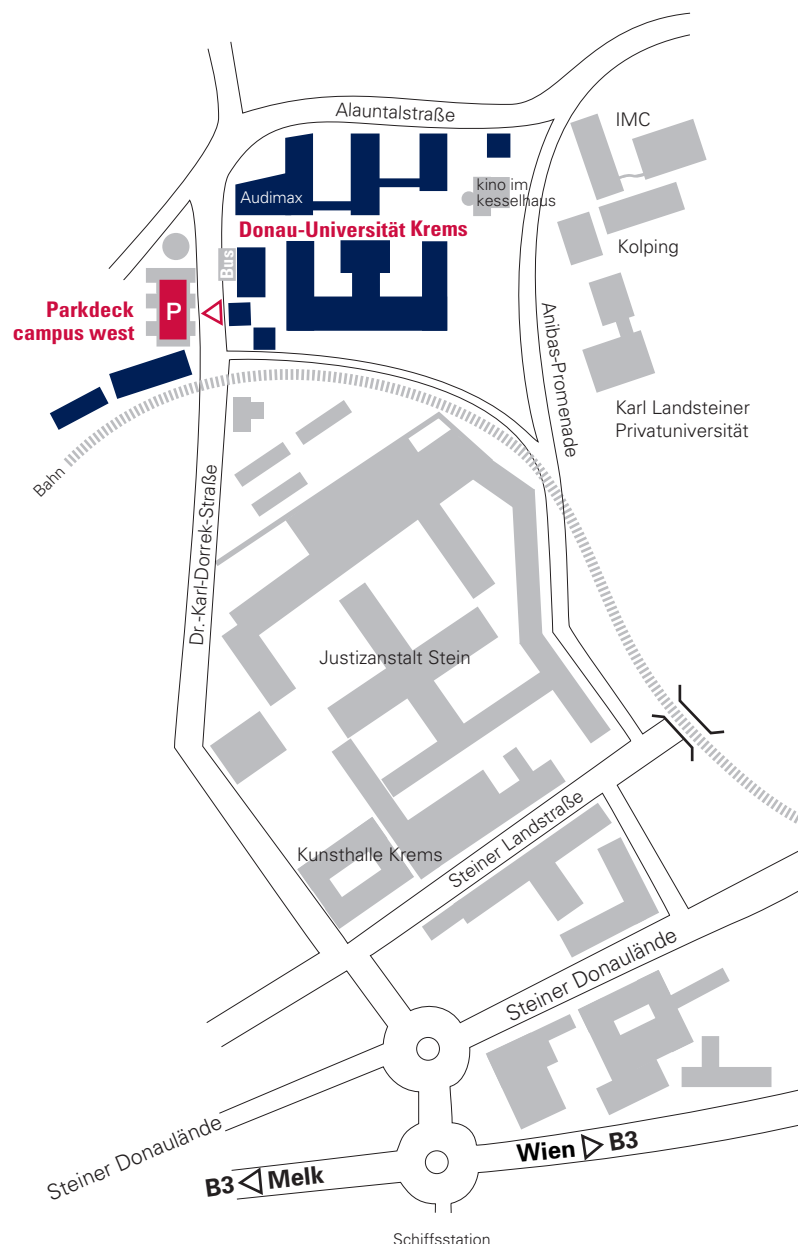 Alauntalstraße
IMC
Audimax
kino im
kesselhaus
Donau-Universität Krems
Kolping
Bus
Parkdeck
campus west
P
Anibas-Promenade
Karl Landsteiner
Privatuniversität
Bahn
Dr.-Karl-Dorrek-Straße
Justizanstalt Stein
Kunsthalle Krems
Steiner Landstraße
Steiner Donaulände
Steiner Donaulände
Wien B3
B3 Melk
Schiffsstation